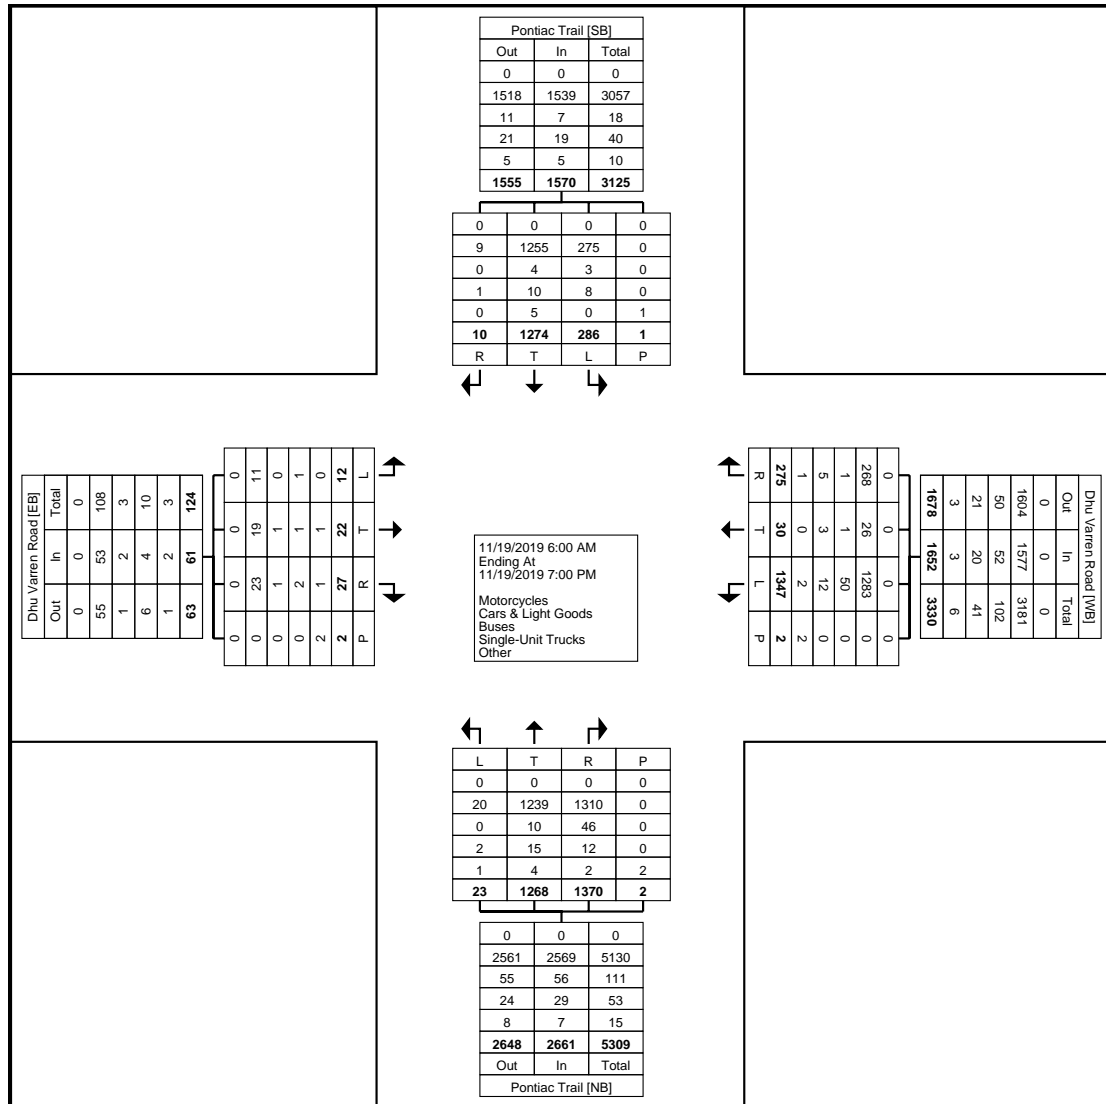 Pontiac Trail [SB]
Out In Total
0 0 0
1518 1539 3057
11 7 18
21 19 40
5 5 10
1555 1570 3125
0 0 0 0
9 1255 275 0
0 4 3 0
1 10 8 0
0 5 0 1
10 1274 286 1
R T L P
Dhu Varren Road [EB]
Total 0 108 3 10 3 124
In 0 53 2 4 2 61
Out 0 55 1 6 1 63
0 11 0 1 0 12 L
0 19 1 1 1 22 T
0 23 1 2 1 27 R
0 0 0 0 2 2 P
11/19/2019 6:00 AM
Ending At
11/19/2019 7:00 PM
Motorcycles
Cars & Light Goods
Buses
Single-Unit Trucks
Other
R 275 1 5 1 268 0
T 30 0 3 1 26 0
L 1347 2 12 50 1283 0
P 2 2 0 0 0 0
1678 3 21 50 1604 0 Out
1652 3 20 52 1577 0 In
3330 6 41 102 3181 0 Total
Dhu Varren Road [WB]
L T R P
0 0 0 0
20 1239 1310 0
0 10 46 0
2 15 12 0
1 4 2 2
23 1268 1370 2
0 0 0
2561 2569 5130
55 56 111
24 29 53
8 7 15
2648 2661 5309
Out In Total
Pontiac Trail [NB]